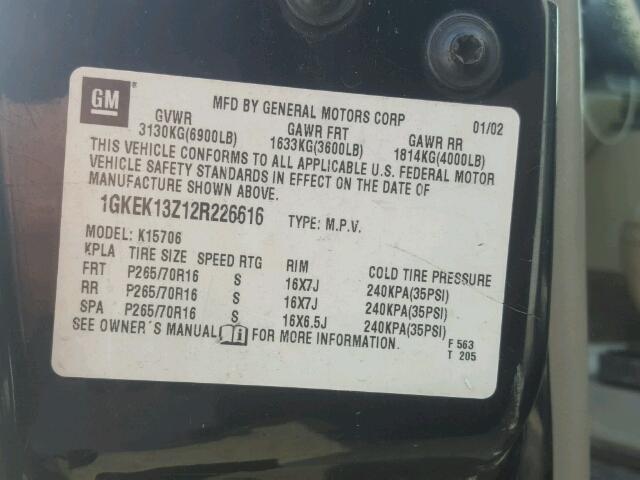 GM
MFD BY GENERAL MOTORS CORP 01/02
GVWR GAWR FRT GAWR RR
3130KG(6900LB) 1633KG(3600LB) 1814KG(4000LB)
THIS VEHICLE CONFORMS TO ALL APPLICABLE U.S. FEDERAL MOTOR
VEHICLE SAFETY STANDARDS IN EFFECT ON THE DATE OF
MANUFACTURE SHOWN ABOVE.
1GKEK13Z12R226616 TYPE: M.P.V.
MODEL: K15706
KPLA TIRE SIZE SPEED RTG RIM COLD TIRE PRESSURE
FRT P265/70R16 S 16X7J 240KPA(35PSI)
RR P265/70R16 S 16X7J 240KPA(35PSI)
SPA P265/70R16 S 16X6.5J 240KPA(35PSI)
SEE OWNER'S MANUAL FOR MORE INFORMATION.
F 563
T 205